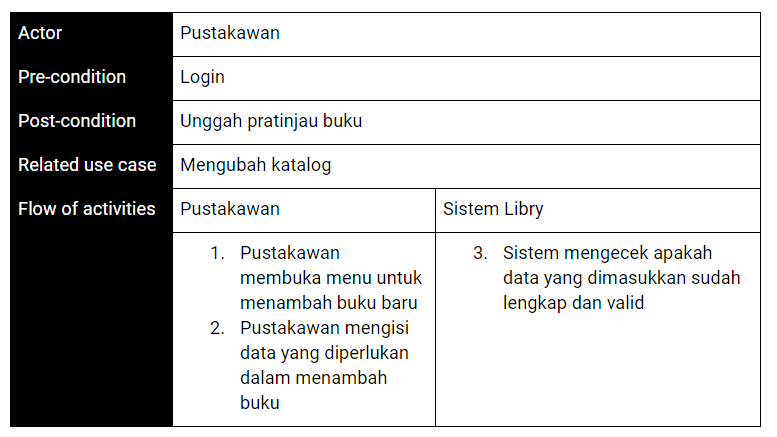 Actor Pustakawan
Pre-condition Login
Post-condition Unggah pratinjau buku
Related use case Mengubah katalog
Flow of activities Pustakawan Sistem Libry
1. Pustakawan
membuka menu untuk
menambah buku baru
2. Pustakawan mengisi
data yang diperlukan
dalam menambah
buku
3. Sistem mengecek apakah
data yang dimasukkan sudah
lengkap dan valid